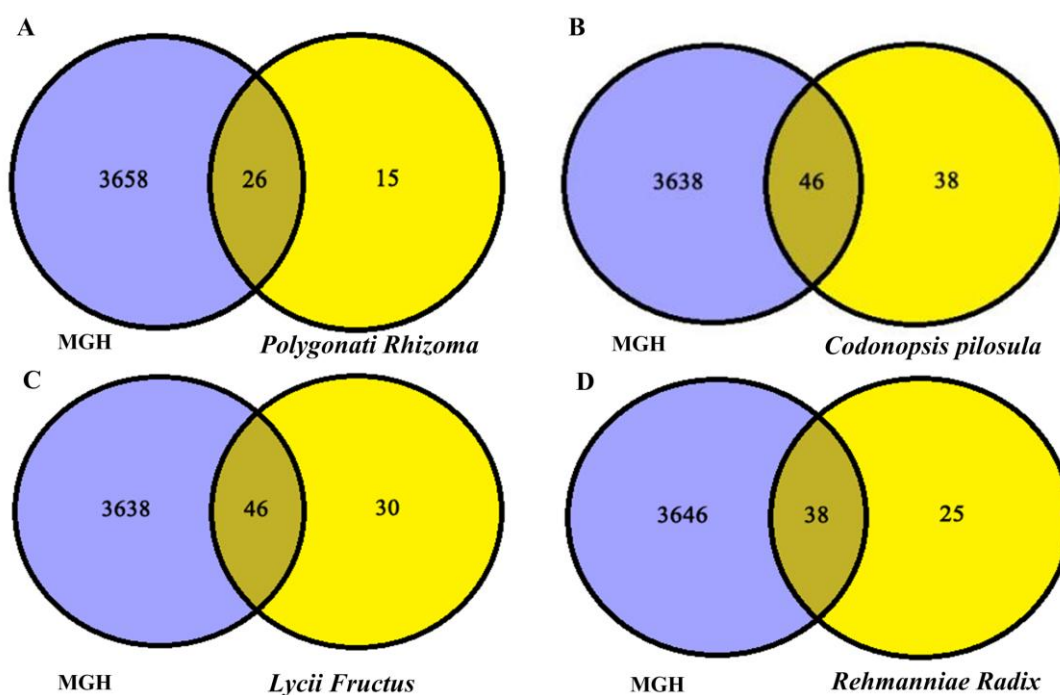 A
B
3658 26 15
3638 46 38
MGH Polygonati Rhizoma
MGH Codonopsis pilosula
C
D
3638 46 30
3646 38 25
MGH Lycii Fructus
MGH Rehmanniae Radix